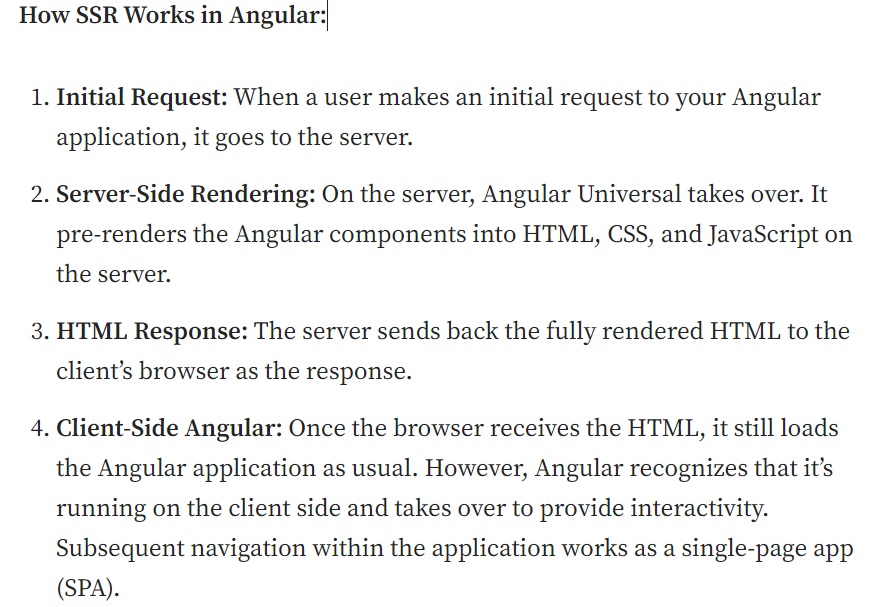 How SSR Works in Angular:
1. Initial Request: When a user makes an initial request to your Angular
application, it goes to the server.
2. Server-Side Rendering: On the server, Angular Universal takes over. It
pre-renders the Angular components into HTML, CSS, and JavaScript on
the server.
3. HTML Response: The server sends back the fully rendered HTML to the
client’s browser as the response.
4. Client-Side Angular: Once the browser receives the HTML, it still loads
the Angular application as usual. However, Angular recognizes that it’s
running on the client side and takes over to provide interactivity.
Subsequent navigation within the application works as a single-page app
(SPA).